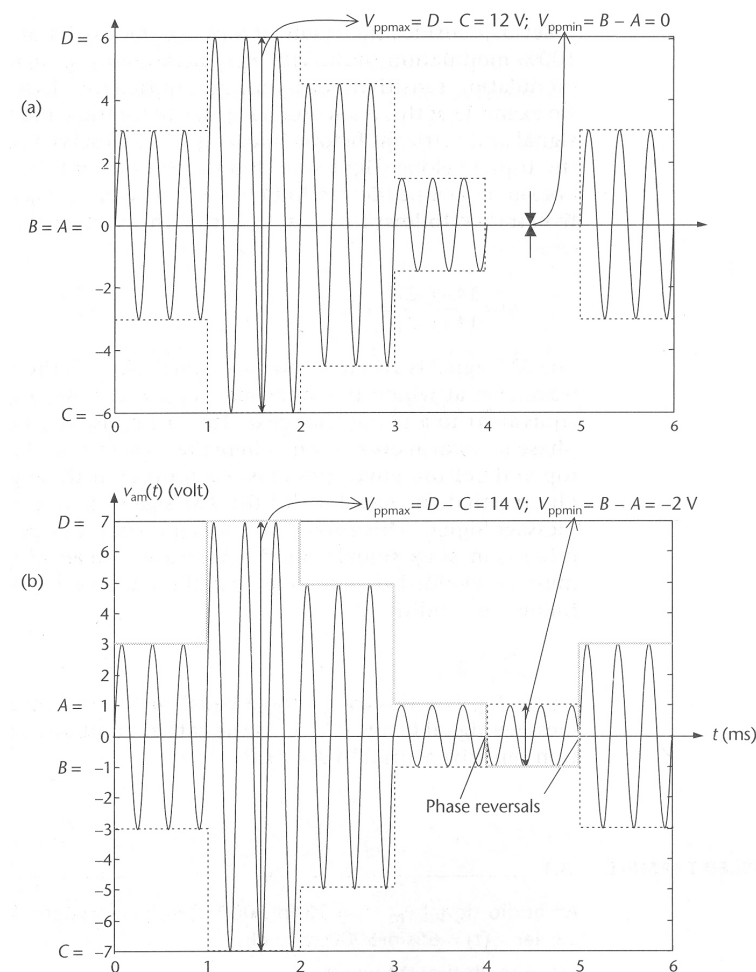 V_ppmax = D – C = 12 V; V_ppmin = B – A = 0
D = 6
(a)
4
2
B = A = 0
–2
–4
C = –6
0 1 2 3 4 5 6
v_am(t) (volt)
V_ppmax = D – C = 14 V; V_ppmin = B – A = –2 V
D = 7
6
(b)
5
4
3
2
A = 1
0
t (ms)
B = –1
–2
Phase reversals
–3
–4
–5
–6
C = –7
0 1 2 3 4 5 6